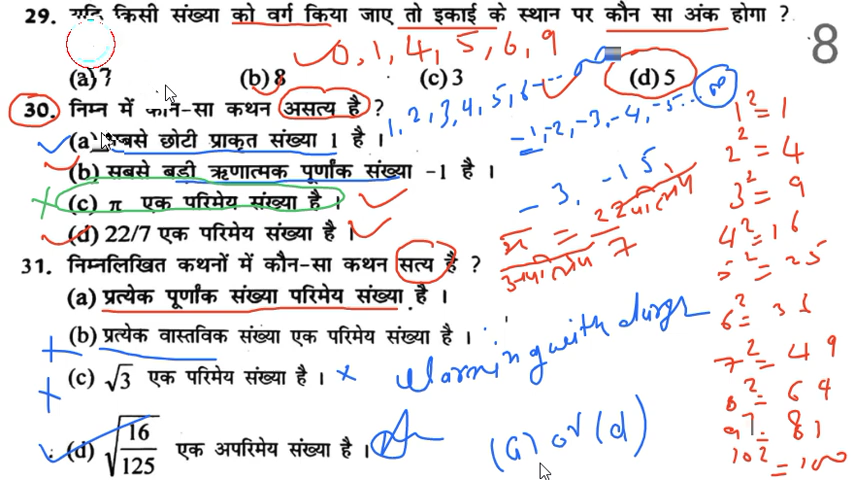 29. यदि किसी संख्या को वर्ग किया जाए तो इकाई के स्थान पर कौन सा अंक होगा ?
0, 1, 4, 5, 6, 9
8
(a) 7 (b) 8 (c) 3 (d) 5
30. निम्न में कौन-सा कथन असत्य है ?
1, 2, 3, 4, 5, 6 ---
-1, -2, -3, -4, -5 ...
(a) सबसे छोटी प्राकृत संख्या 1 है ।
(b) सबसे बड़ी ऋणात्मक पूर्णांक संख्या -1 है ।
- 3, -1 5,
(c) π एक परिमेय संख्या है ।
(d) 22/7 एक परिमेय संख्या है ।
= 22
7
31. निम्नलिखित कथनों में कौन-सा कथन सत्य है ?
(a) प्रत्येक पूर्णांक संख्या परिमेय संख्या है ।
(b) प्रत्येक वास्तविक संख्या एक परिमेय संख्या है ।
(c) √3 एक परिमेय संख्या है । ×
(d) √16/125 एक अपरिमेय संख्या है ।
(a) or (d)
1² = 1
2² = 4
3² = 9
4² = 16
5² = 25
6² = 3
7² = 49
8² = 64
9² = 81
10² = 100